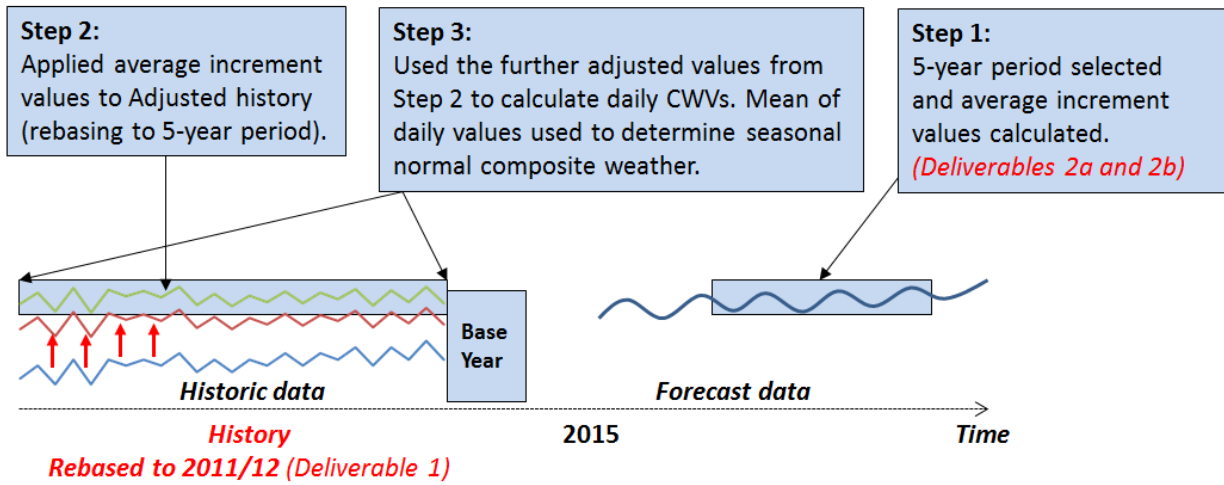 Step 2:
Applied average increment
values to Adjusted history
(rebasing to 5-year period).
Step 3:
Used the further adjusted values from
Step 2 to calculate daily CWVs. Mean of
daily values used to determine seasonal
normal composite weather.
Step 1:
5-year period selected
and average increment
values calculated.
(Deliverables 2a and 2b)
Base
Year
Historic data
Forecast data
History
2015
Time
Rebased to 2011/12 (Deliverable 1)